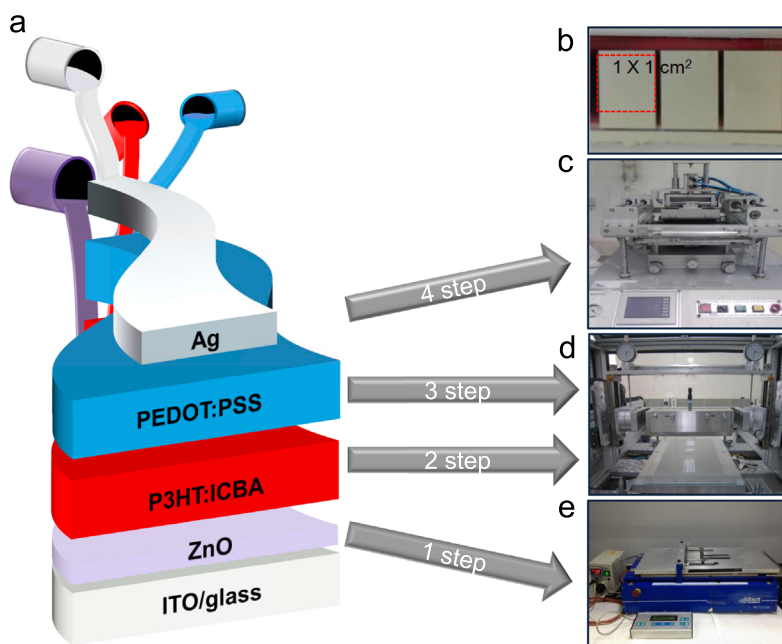 a
b
1 X 1 cm²
c
4 step
Ag
d
3 step
PEDOT:PSS
2 step
P3HT:ICBA
e
1 step
ZnO
ITO/glass